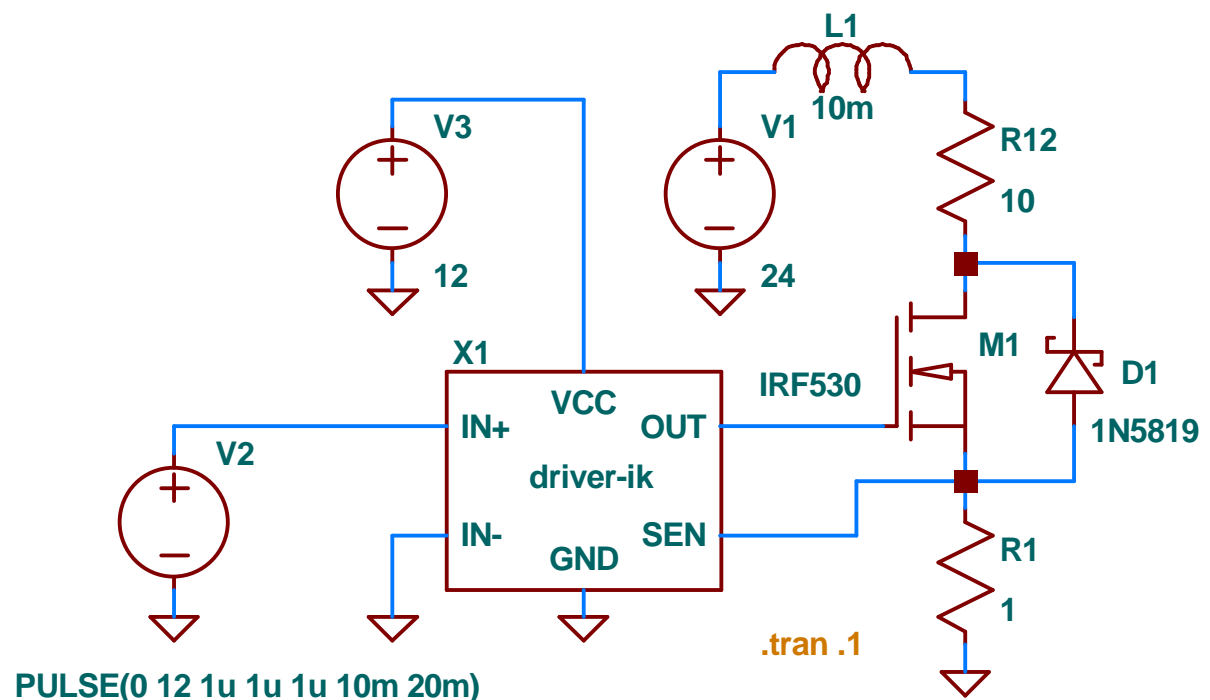 L1
10m
V3
V1
R12
10
12
24
X1
M1
VCC
IRF530
D1
IN+
OUT
1N5819
V2
driver-ik
IN-
SEN
GND
R1
1
.tran .1
PULSE(0 12 1u 1u 1u 10m 20m)